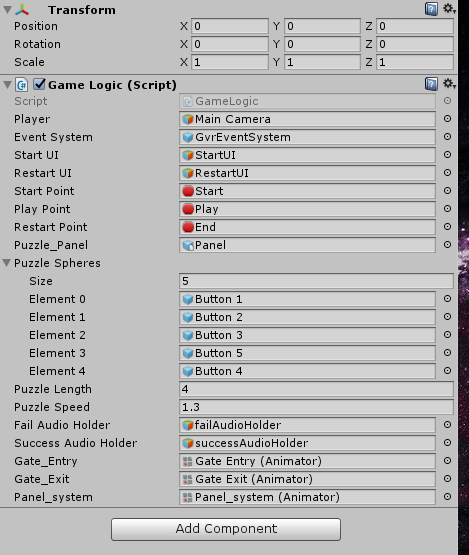 Transform
Position X 0 Y 0 Z 0
Rotation X 0 Y 0 Z 0
Scale X 1 Y 1 Z 1
Game Logic (Script)
Script GameLogic
Player Main Camera
Event System GvrEventSystem
Start UI StartUI
Restart UI RestartUI
Start Point Start
Play Point Play
Restart Point End
Puzzle_Panel Panel
Puzzle Spheres
Size 5
Element 0 Button 1
Element 1 Button 2
Element 2 Button 3
Element 3 Button 5
Element 4 Button 4
Puzzle Length 4
Puzzle Speed 1.3
Fail Audio Holder failAudioHolder
Success Audio Holder successAudioHolder
Gate_Entry Gate Entry (Animator)
Gate_Exit Gate Exit (Animator)
Panel_system Panel_system (Animator)
Add Component